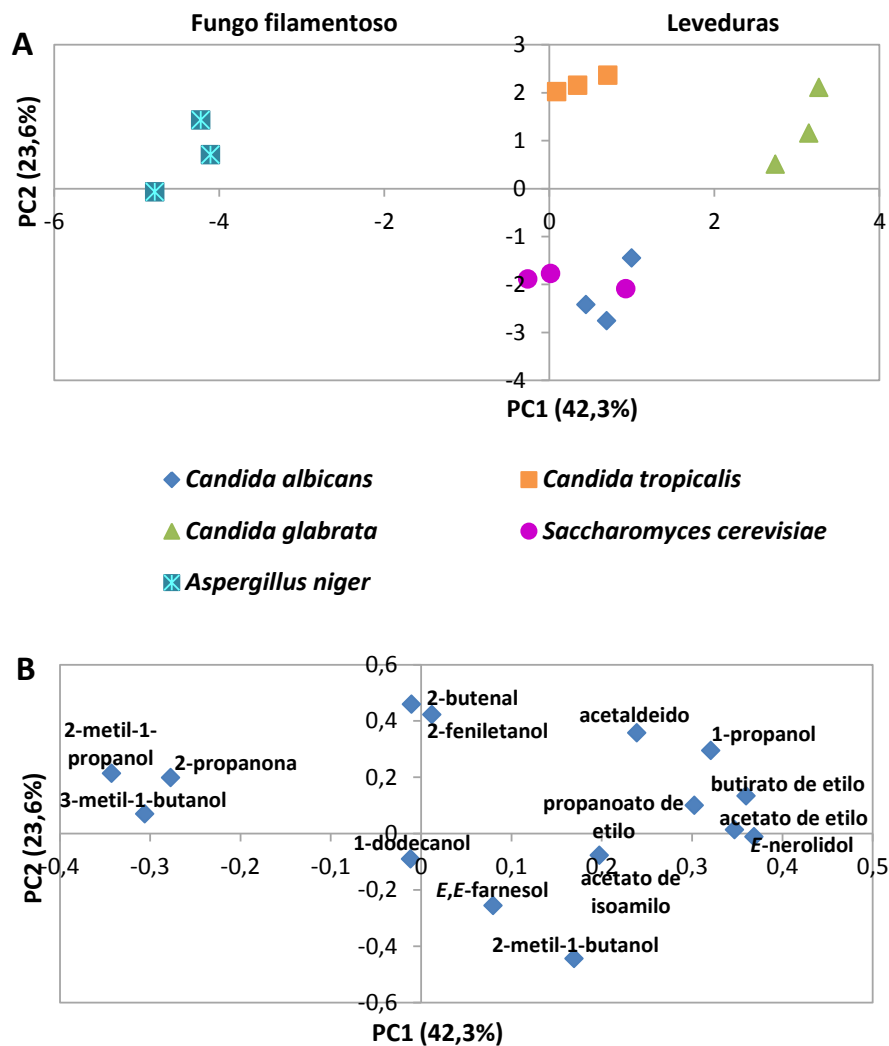 Fungo filamentoso
Leveduras
A
PC2 (23,6%)
3
2
1
0
-1
-2
-3
-4
-6
-4
-2
0
2
4
PC1 (42,3%)
Candida albicans
Candida tropicalis
Candida glabrata
Saccharomyces cerevisiae
Aspergillus niger
B
PC2 (23,6%)
0,6
0,4
0,2
0
-0,2
-0,4
-0,6
-0,4
-0,3
-0,2
-0,1
0
0,1
0,2
0,3
0,4
0,5
2-butenal
2-feniletanol
acetaldeido
1-propanol
2-metil-1-
propanol
2-propanona
3-metil-1-butanol
butirato de etilo
propanoato de
etilo
acetato de etilo
E-nerolidol
1-dodecanol
acetato de
isoamilo
E,E-farnesol
2-metil-1-butanol
PC1 (42,3%)